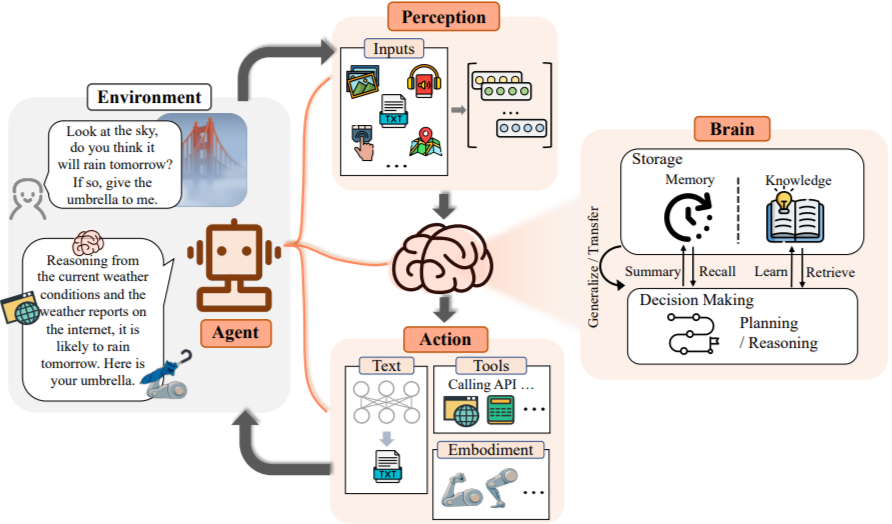 Perception
Inputs
TXT
...
...
Environment
Look at the sky,
do you think it
will rain tomorrow?
If so, give the
umbrella to me.
Reasoning from
the current weather
conditions and the
weather reports on
the internet, it is
likely to rain
tomorrow. Here is
your umbrella.
Agent
Action
Text
TXT
Tools
Calling API ...
...
Embodiment
...
Brain
Storage
Memory
Knowledge
Generalize / Transfer
Summary
Recall
Learn
Retrieve
Decision Making
Planning
/ Reasoning